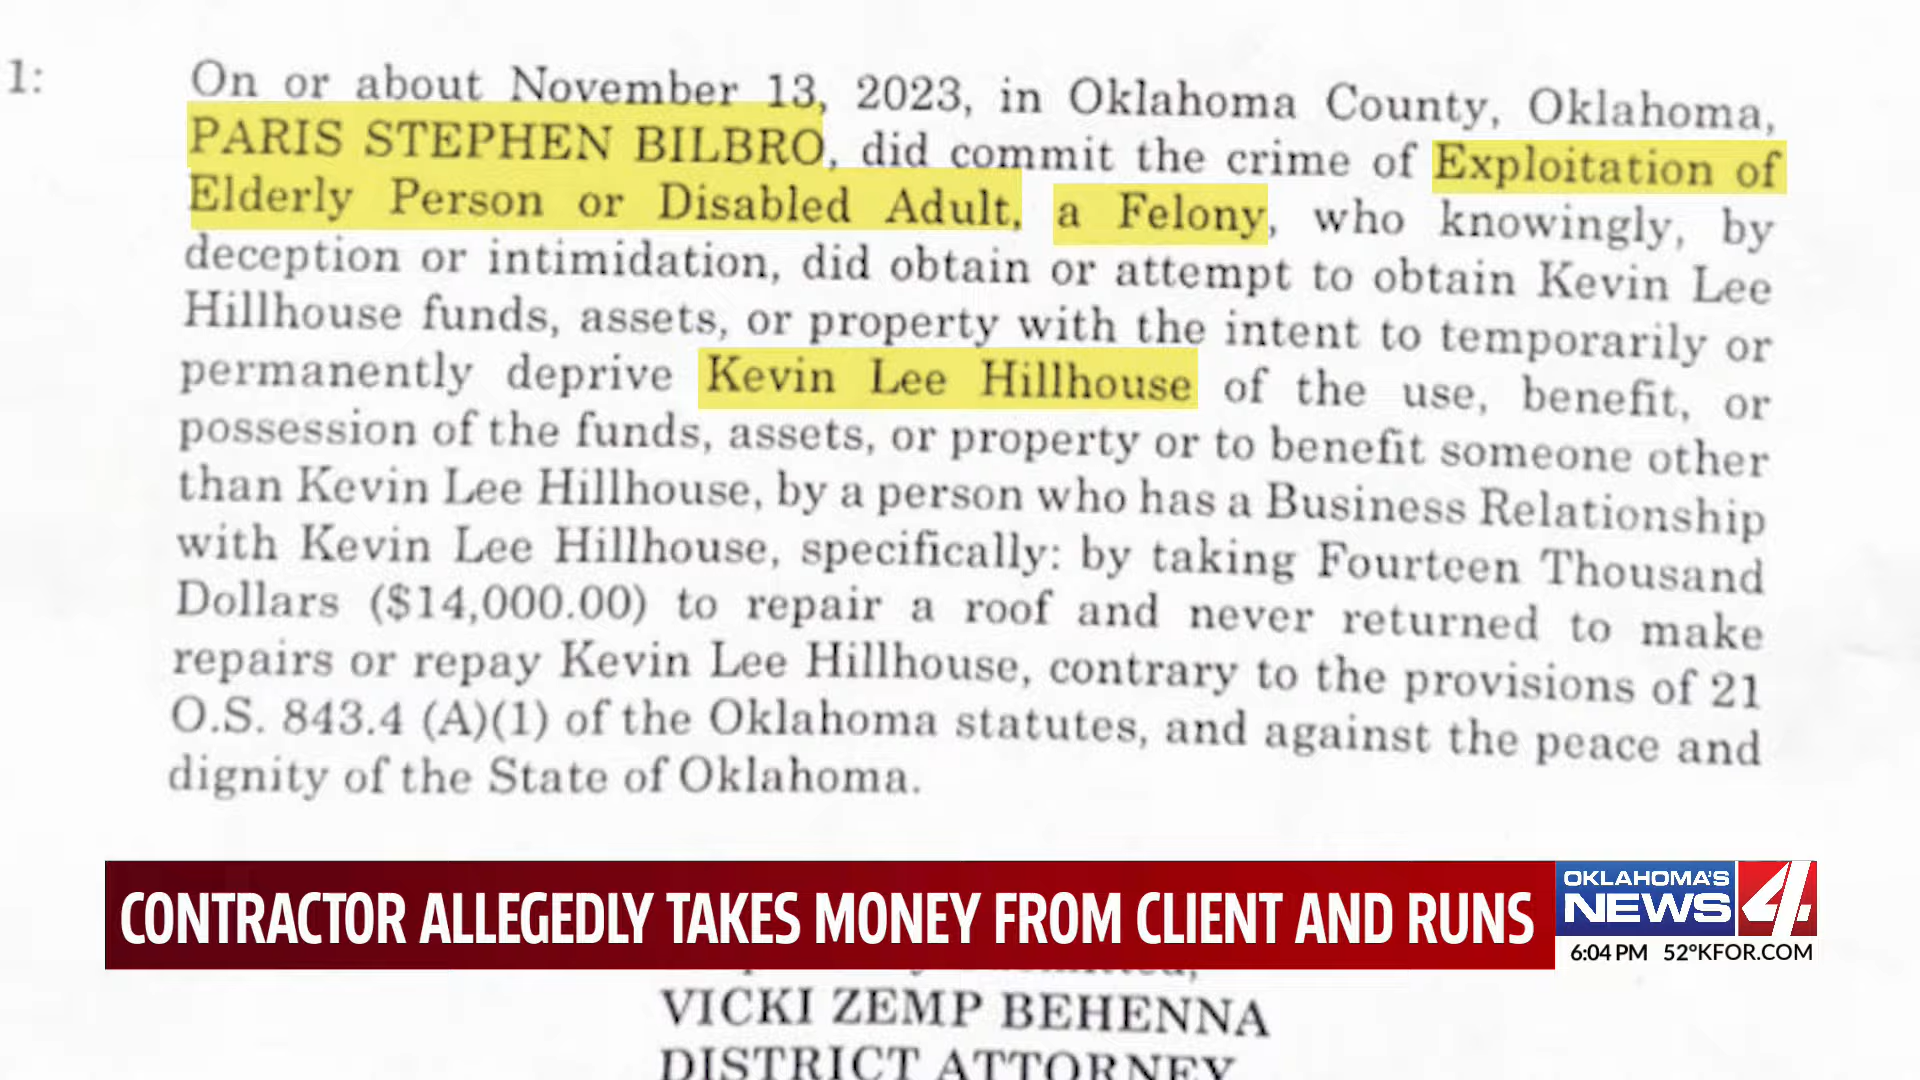 1:
On or about November 13, 2023, in Oklahoma County, Oklahoma,
PARIS STEPHEN BILBRO, did commit the crime of Exploitation of
Elderly Person or Disabled Adult, a Felony, who knowingly, by
deception or intimidation, did obtain or attempt to obtain Kevin Lee
Hillhouse funds, assets, or property with the intent to temporarily or
permanently deprive Kevin Lee Hillhouse of the use, benefit, or
possession of the funds, assets, or property or to benefit someone other
than Kevin Lee Hillhouse, by a person who has a Business Relationship
with Kevin Lee Hillhouse, specifically: by taking Fourteen Thousand
Dollars ($14,000.00) to repair a roof and never returned to make
repairs or repay Kevin Lee Hillhouse, contrary to the provisions of 21
O.S. 843.4 (A)(1) of the Oklahoma statutes, and against the peace and
dignity of the State of Oklahoma.
CONTRACTOR ALLEGEDLY TAKES MONEY FROM CLIENT AND RUNS
OKLAHOMA'S
NEWS 4
6:04 PM 52° KFOR.COM
VICKI ZEMP BEHENNA
DISTRICT ATTORNEY